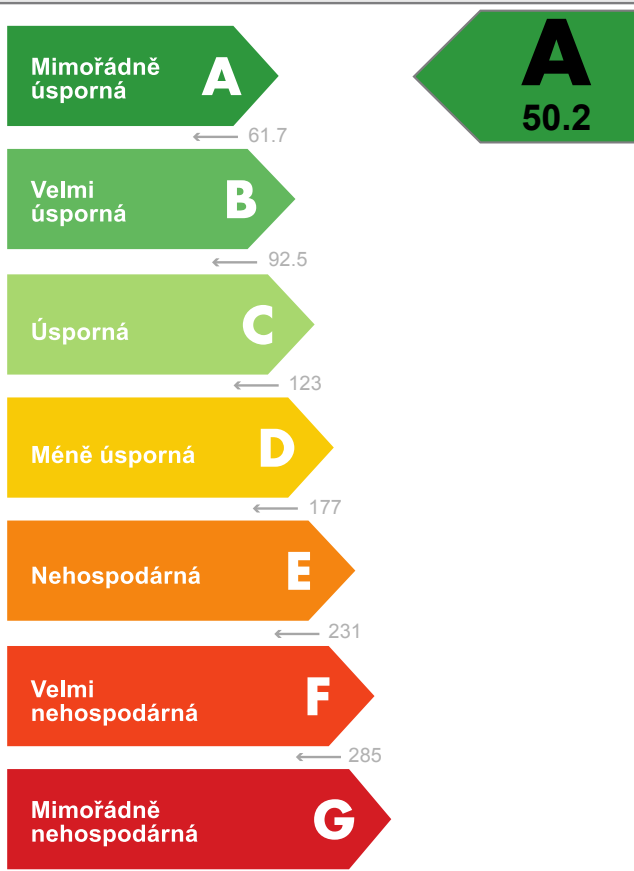 Mimořádně
úsporná
A
A
50.2
← 61.7
Velmi
úsporná
B
← 92.5
Úsporná
C
← 123
Méně úsporná
D
← 177
Nehospodárná
E
← 231
Velmi
nehospodárná
F
← 285
Mimořádně
nehospodárná
G